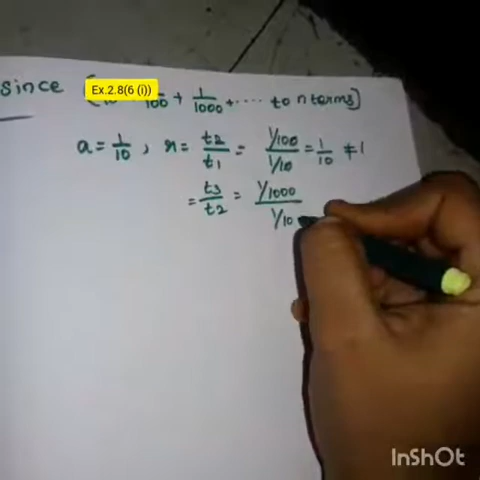 since [ Ex.2.8(6 (i)) 100 + 1/1000 + .... to n terms]
a = 1/10 , r = t2/t1 = (1/100)/(1/10) = 1/10 ≠ 1
= t3/t2 = (1/1000)/(1/10
InShOt